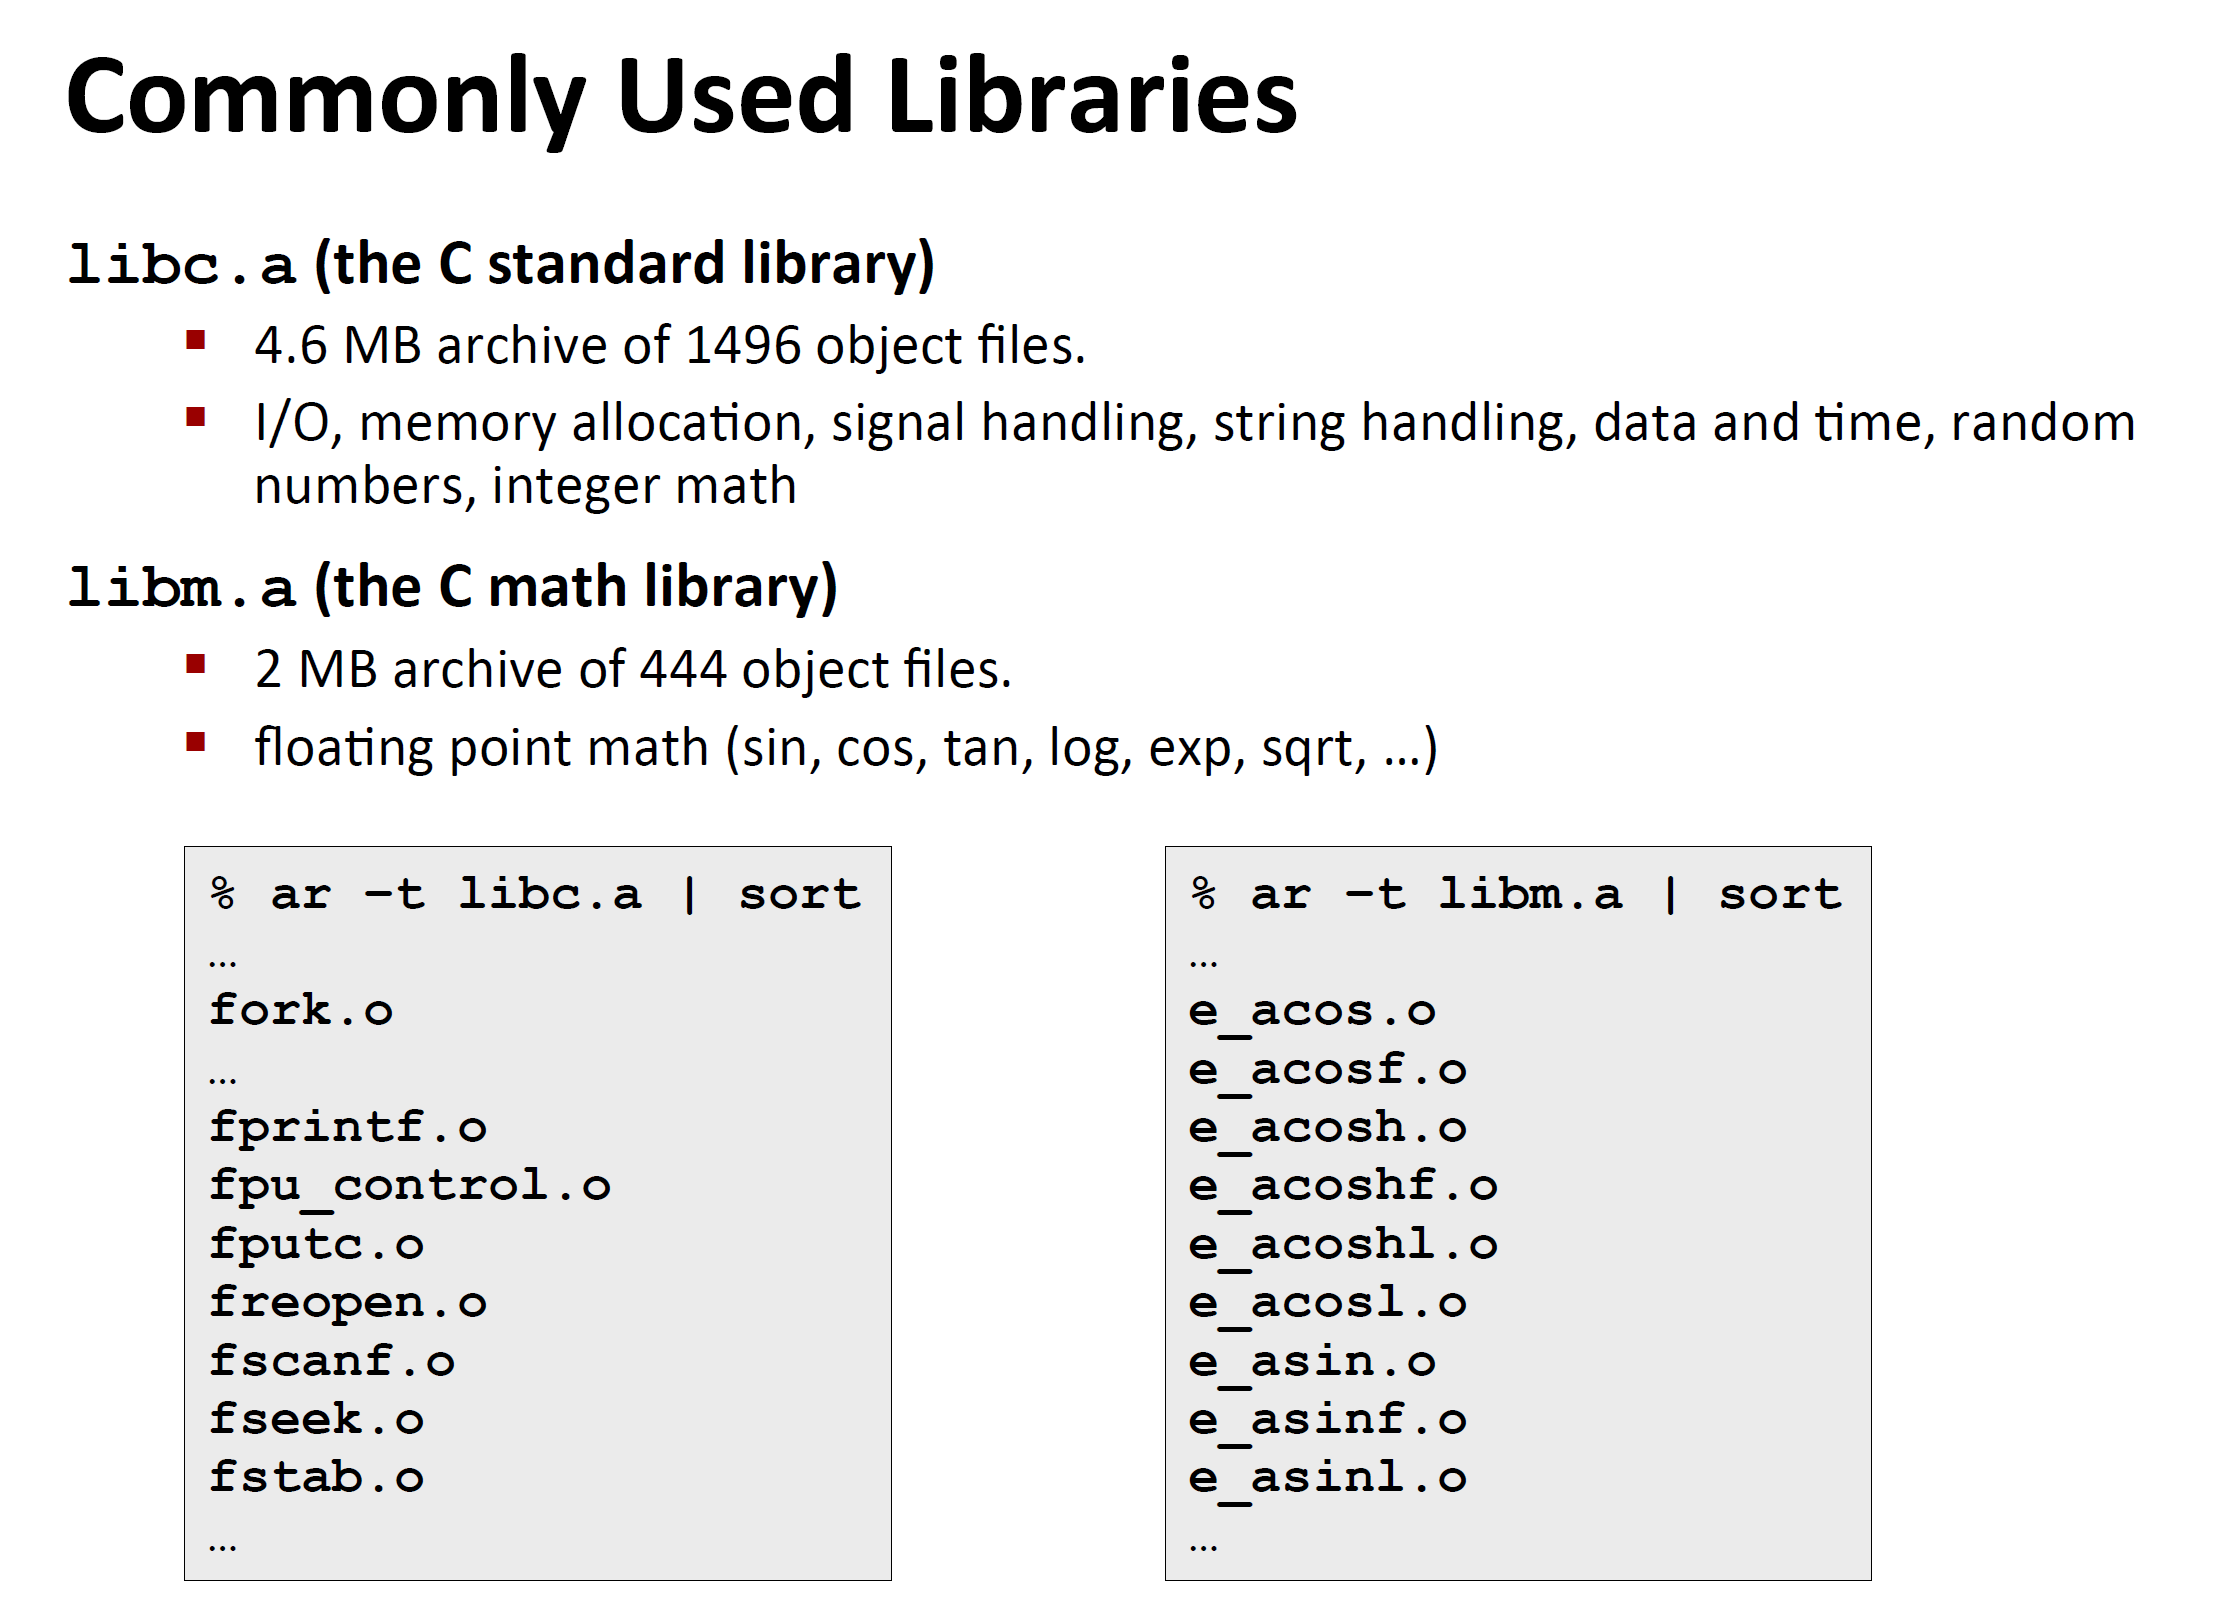 Commonly Used Libraries
libc.a (the C standard library)
▪ 4.6 MB archive of 1496 object files.
▪ I/O, memory allocation, signal handling, string handling, data and time, random
numbers, integer math
libm.a (the C math library)
▪ 2 MB archive of 444 object files.
▪ floating point math (sin, cos, tan, log, exp, sqrt, …)
% ar –t libc.a | sort
…
fork.o
…
fprintf.o
fpu_control.o
fputc.o
freopen.o
fscanf.o
fseek.o
fstab.o
…
% ar –t libm.a | sort
…
e_acos.o
e_acosf.o
e_acosh.o
e_acoshf.o
e_acoshl.o
e_acosl.o
e_asin.o
e_asinf.o
e_asinl.o
…